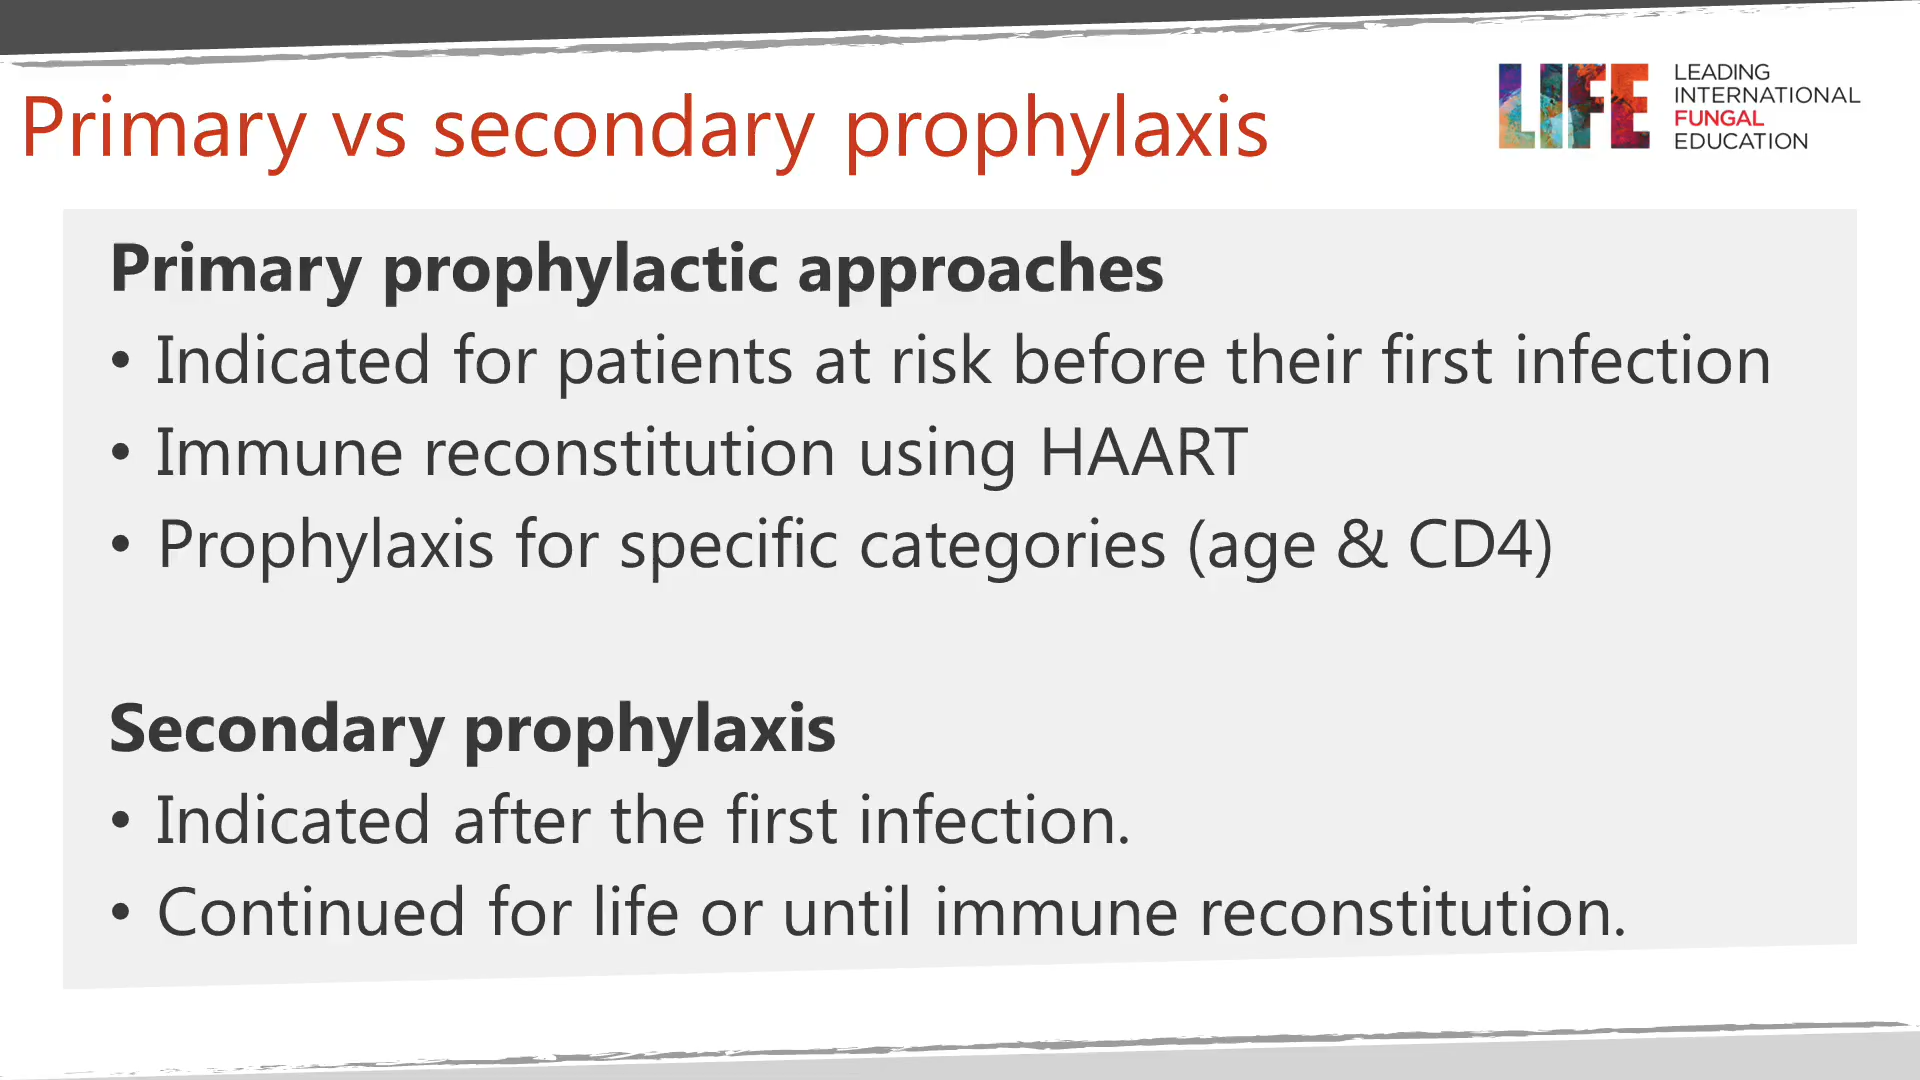 Primary vs secondary prophylaxis
LIFE
LEADING
INTERNATIONAL
FUNGAL
EDUCATION
Primary prophylactic approaches
• Indicated for patients at risk before their first infection
• Immune reconstitution using HAART
• Prophylaxis for specific categories (age & CD4)
Secondary prophylaxis
• Indicated after the first infection.
• Continued for life or until immune reconstitution.